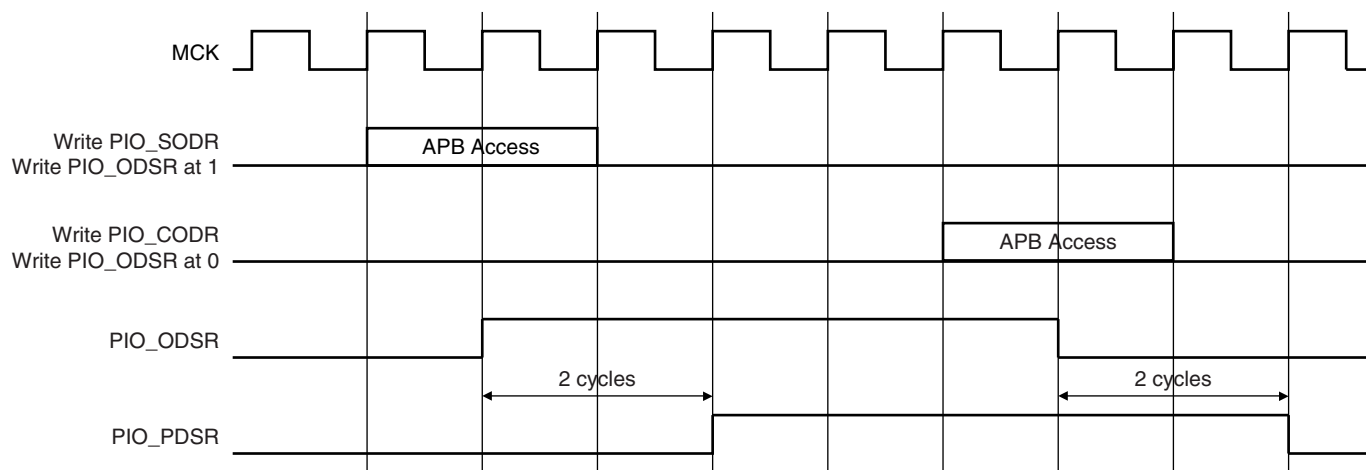 MCK
Write PIO_SODR
Write PIO_ODSR at 1
APB Access
Write PIO_CODR
Write PIO_ODSR at 0
APB Access
PIO_ODSR
2 cycles
2 cycles
PIO_PDSR